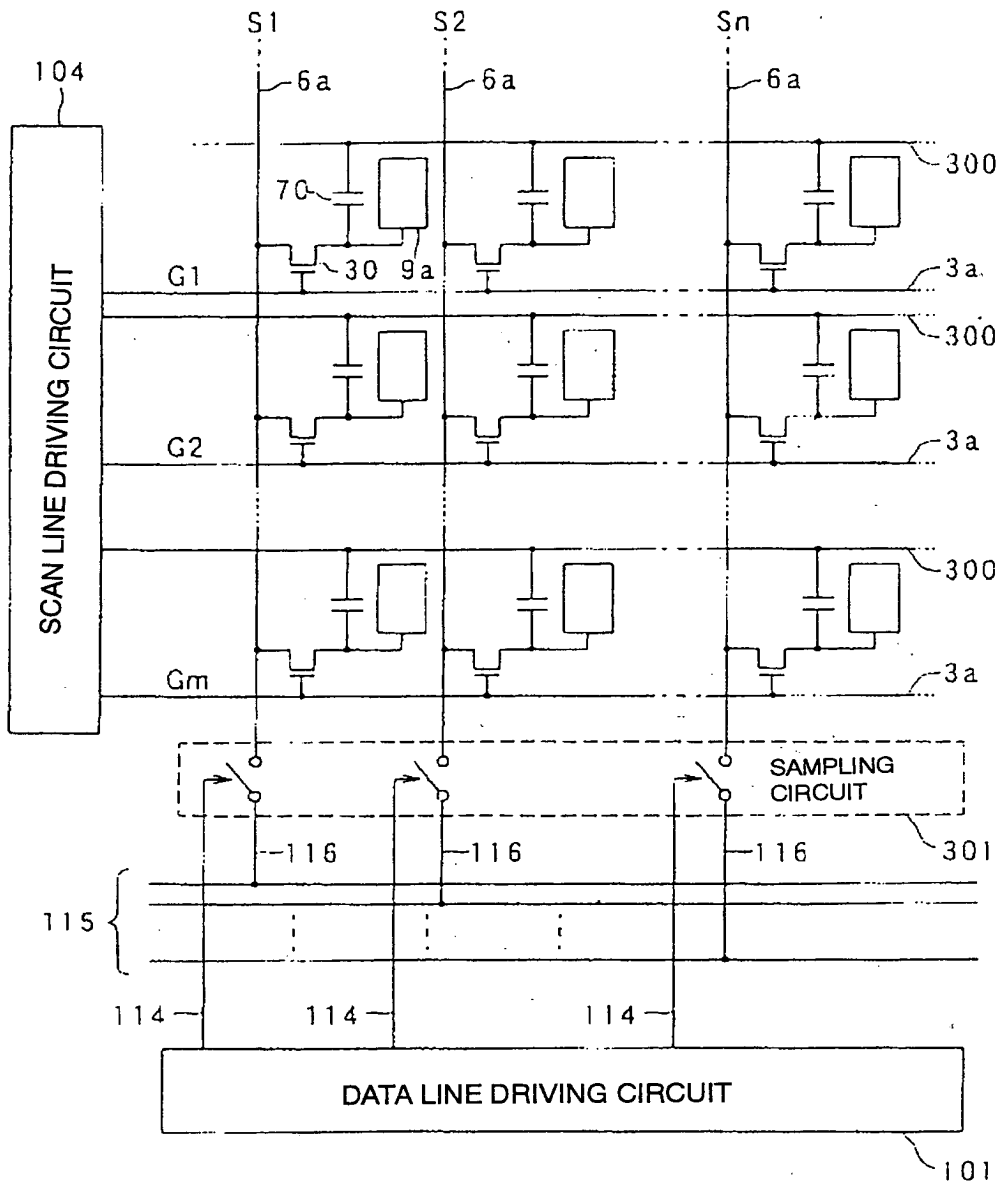 S1 S2 Sn
104 6a 6a 6a
300
70
30 9a
G1 3a
300
SCAN LINE DRIVING CIRCUIT
G2 3a
300
Gm 3a
SAMPLING
CIRCUIT
116 116 116 301
115
114 114 114
DATA LINE DRIVING CIRCUIT
101